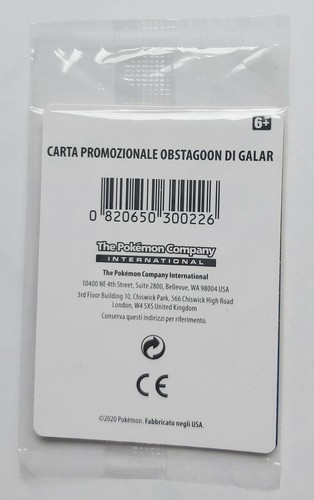 6+
CARTA PROMOZIONALE OBSTAGOON DI GALAR
0 820650 300226
The Pokémon Company
INTERNATIONAL
The Pokémon Company International
10400 NE 4th Street, Suite 2800, Bellevue, WA 98004 USA
3rd Floor Building 10, Chiswick Park, 566 Chiswick High Road
London, W4 5XS United Kingdom
Conserva questi indirizzi per riferimento.
CE
©2020 Pokémon. Fabbricato negli USA.